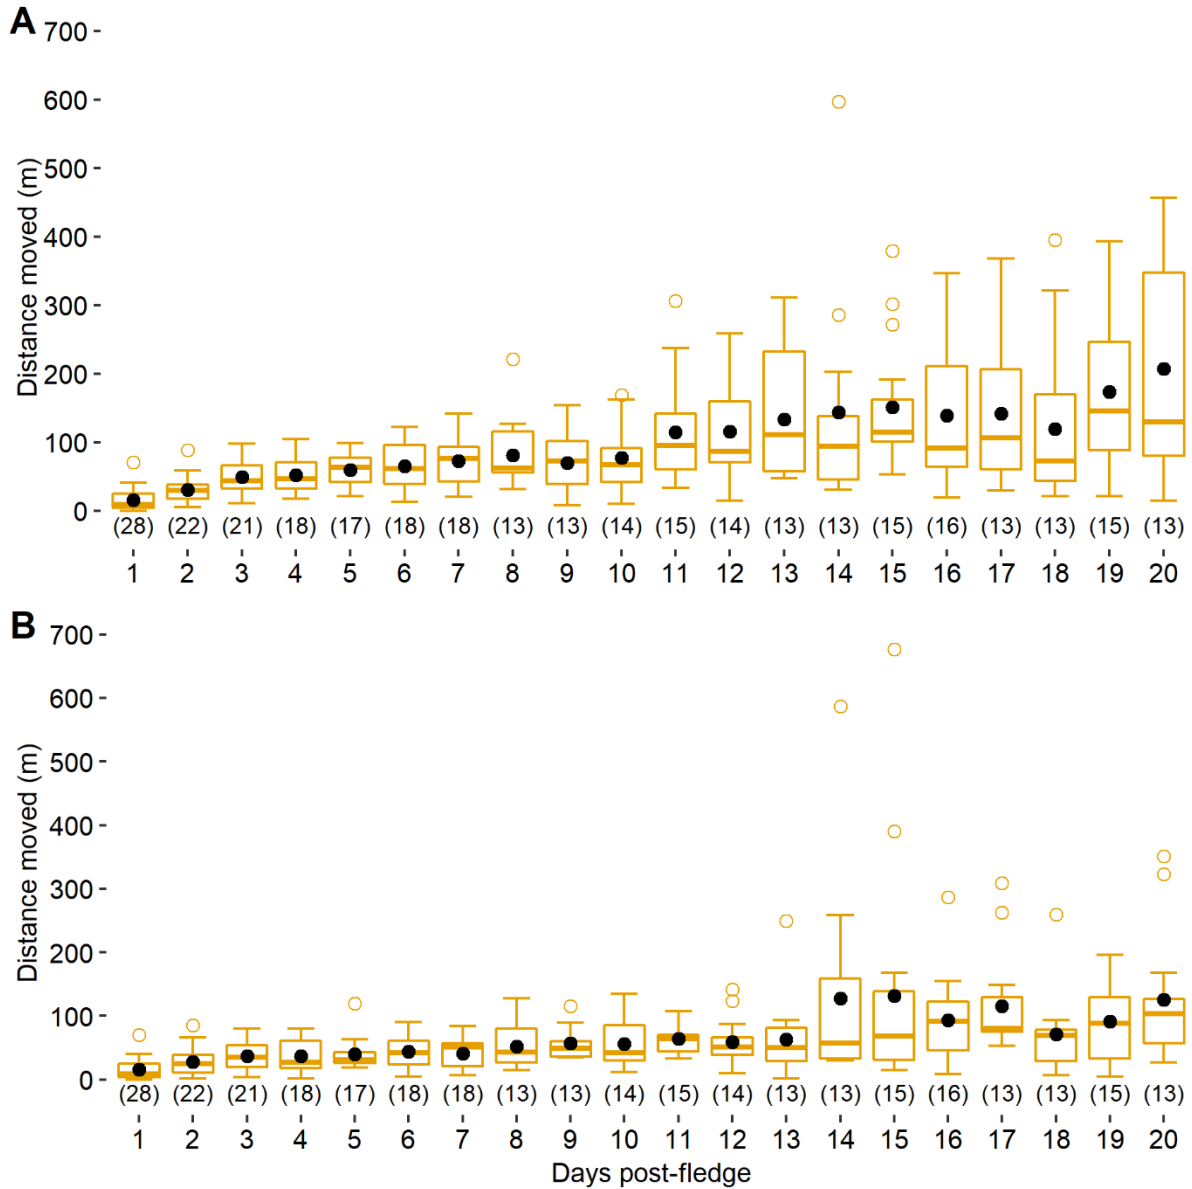 A
700
600
500
400
300
200
100
0
Distance moved (m)
(28) (22) (21) (18) (17) (18) (18) (13) (13) (14) (15) (14) (13) (13) (15) (16) (13) (13) (15) (13)
1 2 3 4 5 6 7 8 9 10 11 12 13 14 15 16 17 18 19 20
B
700
600
500
400
300
200
100
0
Distance moved (m)
(28) (22) (21) (18) (17) (18) (18) (13) (13) (14) (15) (14) (13) (13) (15) (16) (13) (13) (15) (13)
1 2 3 4 5 6 7 8 9 10 11 12 13 14 15 16 17 18 19 20
Days post-fledge